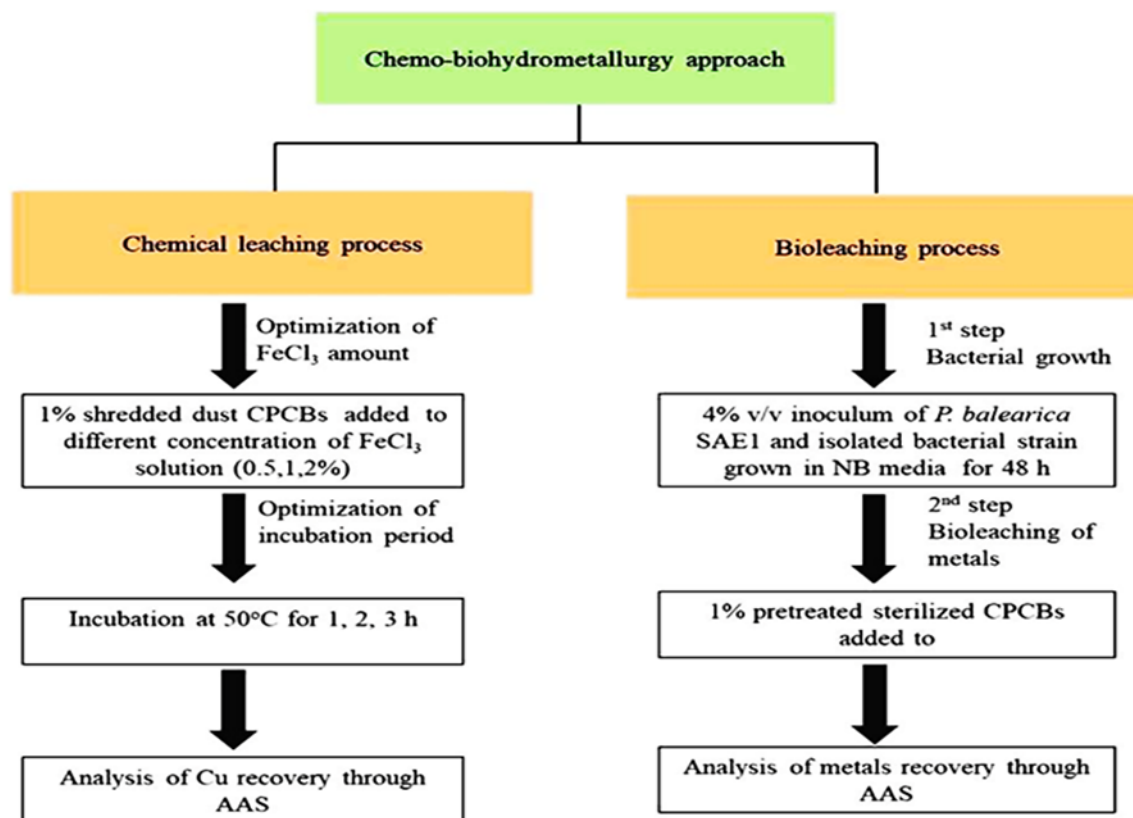 Chemo-biohydrometallurgy approach
Chemical leaching process
Optimization of
FeCl₃ amount
1% shredded dust CPCBs added to
different concentration of FeCl₃
solution (0.5,1,2%)
Optimization of
incubation period
Incubation at 50°C for 1, 2, 3 h
Analysis of Cu recovery through
AAS
Bioleaching process
1ˢᵗ step
Bacterial growth
4% v/v inoculum of P. balearica
SAE1 and isolated bacterial strain
grown in NB media for 48 h
2ⁿᵈ step
Bioleaching of
metals
1% pretreated sterilized CPCBs
added to
Analysis of metals recovery through
AAS